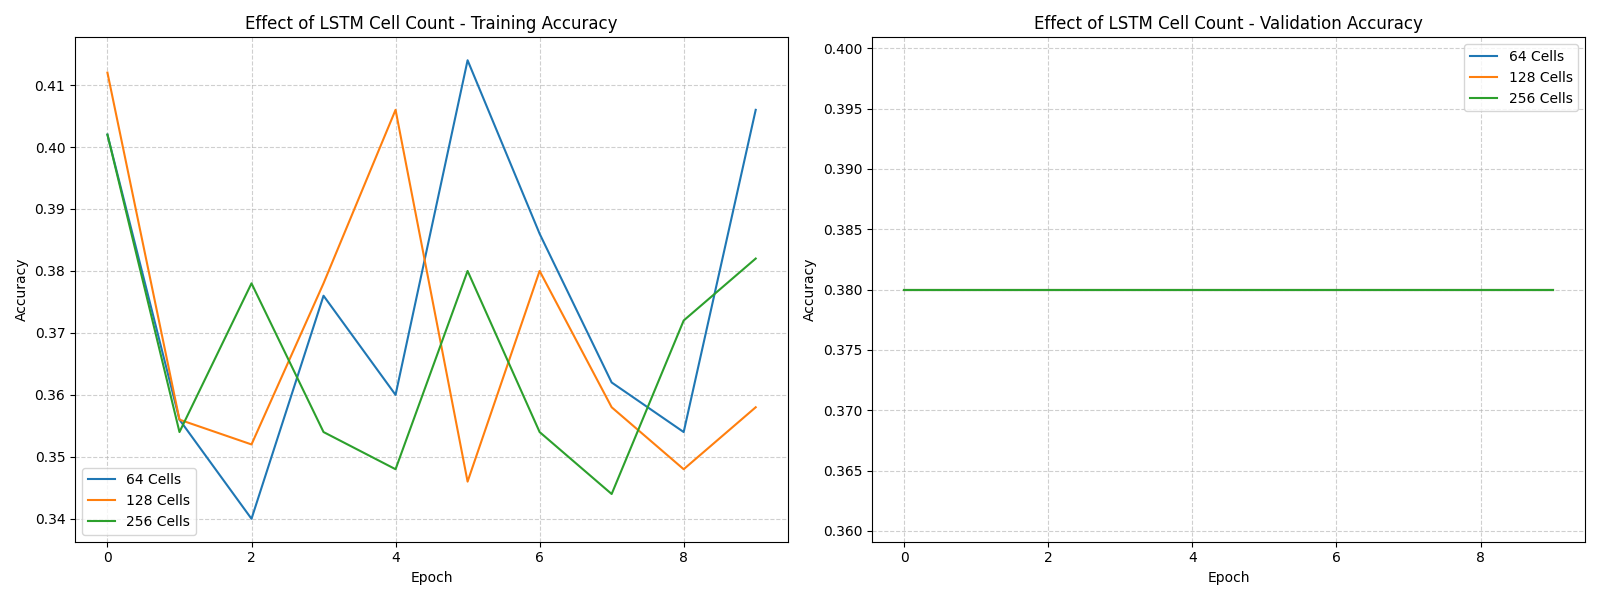 Effect of LSTM Cell Count - Training Accuracy
0.41
0.40
0.39
0.38
0.37
0.36
0.35
0.34
Accuracy
64 Cells
128 Cells
256 Cells
0 2 4 6 8
Epoch
Effect of LSTM Cell Count - Validation Accuracy
0.400
0.395
0.390
0.385
0.380
0.375
0.370
0.365
0.360
Accuracy
64 Cells
128 Cells
256 Cells
0 2 4 6 8
Epoch